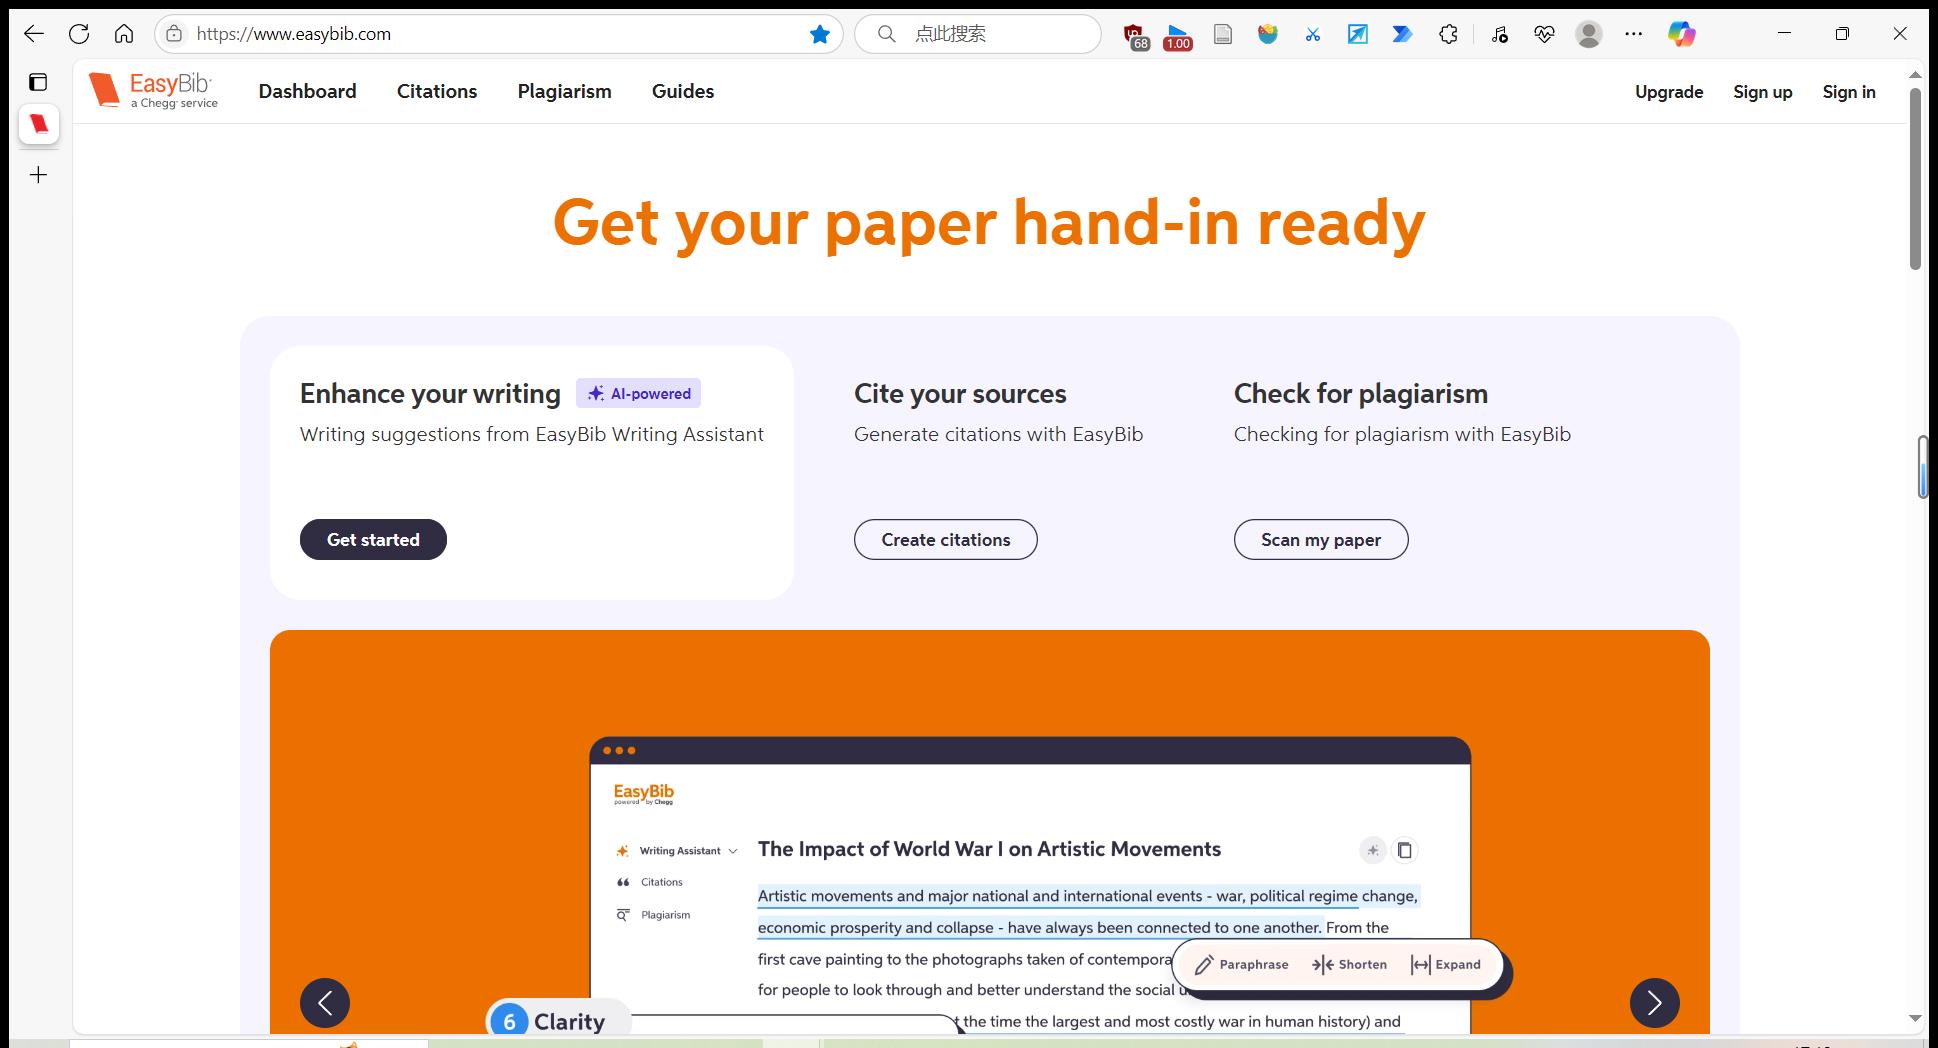 https://www.easybib.com
点此搜索
68
1.00
EasyBib
a Chegg service
Dashboard
Citations
Plagiarism
Guides
Upgrade
Sign up
Sign in
Get your paper hand-in ready
Enhance your writing
AI-powered
Writing suggestions from EasyBib Writing Assistant
Get started
Cite your sources
Generate citations with EasyBib
Create citations
Check for plagiarism
Checking for plagiarism with EasyBib
Scan my paper
EasyBib
powered by Chegg
Writing Assistant
Citations
Plagiarism
The Impact of World War I on Artistic Movements
Artistic movements and major national and international events - war, political regime change,
economic prosperity and collapse - have always been connected to one another. From the
first cave painting to the photographs taken of contempora
for people to look through and better understand the social
t the time the largest and most costly war in human history) and
Paraphrase
Shorten
Expand
6 Clarity